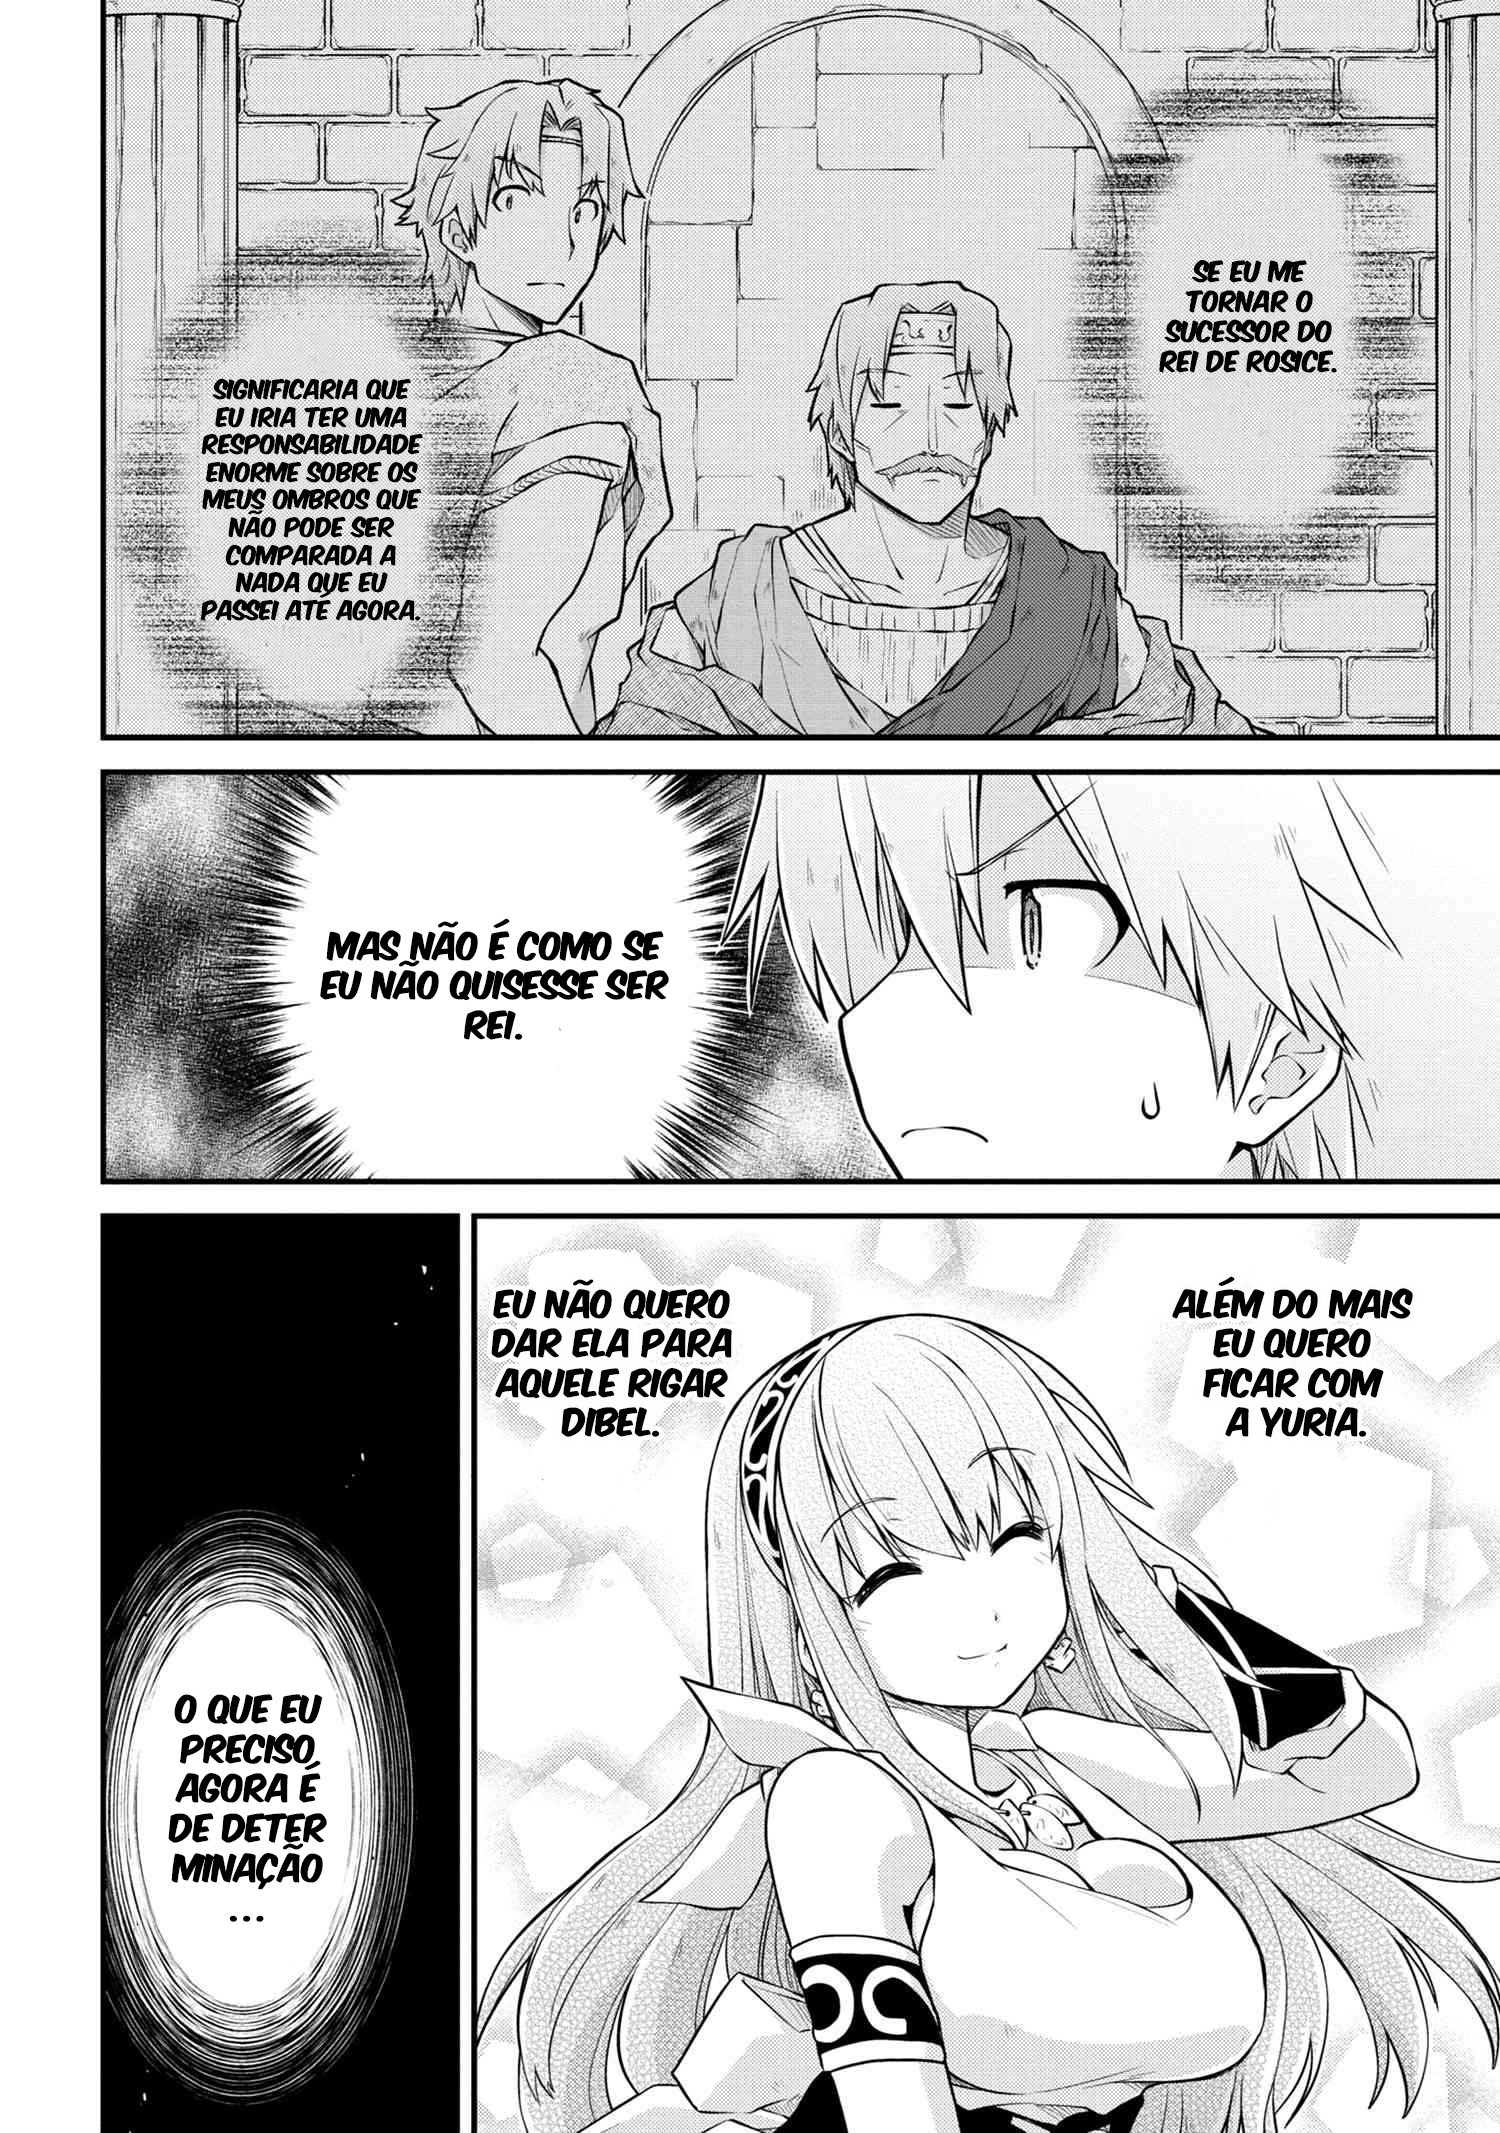 SE EU ME
TORNAR O
SUCESSOR DO
REI DE ROSICE.
SIGNIFICARIA QUE
EU IRIA TER UMA
RESPONSABILIDADE
ENORME SOBRE OS
MEUS OMBROS QUE
NÃO PODE SER
COMPARADA A
NADA QUE EU
PASSEI ATÉ AGORA.
MAS NÃO É COMO SE
EU NÃO QUISESSE SER
REI.
ALÉM DO MAIS
EU QUERO
FICAR COM
A YURIA.
EU NÃO QUERO
DAR ELA PARA
AQUELE RIGAR
DIBEL.
O QUE EU
PRECISO
AGORA É
DE DETER
MINAÇÃO
...